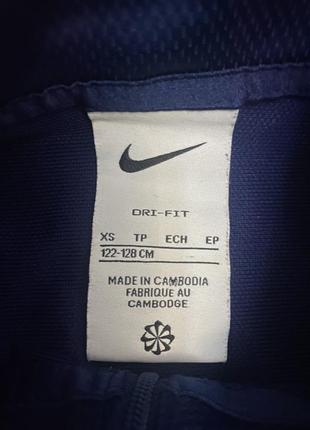 DRI-FIT
XS TP ECH EP
122-128 CM
MADE IN CAMBODIA
FABRIQUE AU
CAMBODGE